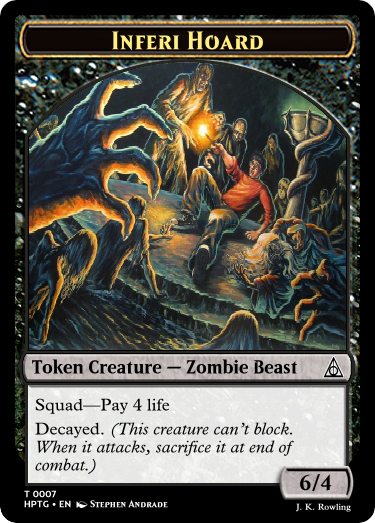 Inferi Hoard
Token Creature — Zombie Beast
Squad—Pay 4 life
Decayed. (This creature can't block.
When it attacks, sacrifice it at end of
combat.)
6/4
T 0007
HPTG • EN Stephen Andrade
J. K. Rowling